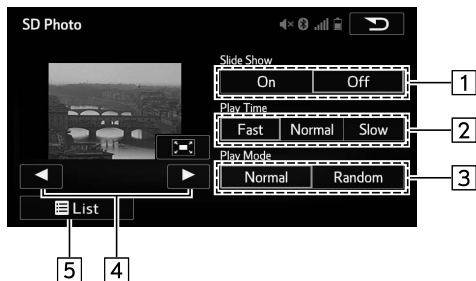 SD Photo
Slide Show
On Off 1
Play Time
Fast Normal Slow 2
Play Mode
Normal Random 3
List
5 4